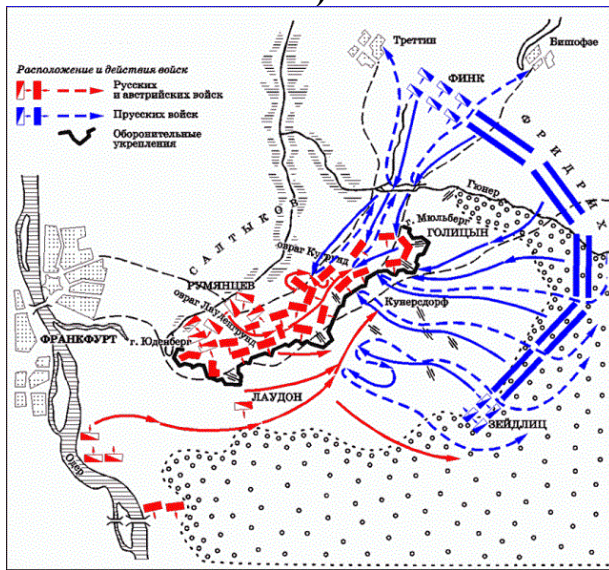 Расположение и действия войск
Русских
и австрийских войск
Прусских войск
Оборонительные
укрепления
Треттин
Бишофзе
ФИНК
ФРИДРИХ
Гюнер
САЛТЫКОВ
г. Мюльберг
ГОЛИЦЫН
овраг Кугрунд
РУМЯНЦЕВ
овраг Лауденгрунд
Кунерсдорф
ФРАНКФУРТ
г. Юденберг
ЛАУДОН
ЗЕЙДЛИЦ
Одер